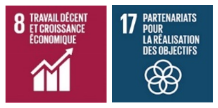 8 TRAVAIL DÉCENT
ET CROISSANCE
ÉCONOMIQUE
17 PARTENARIATS
POUR
LA RÉALISATION
DES OBJECTIFS